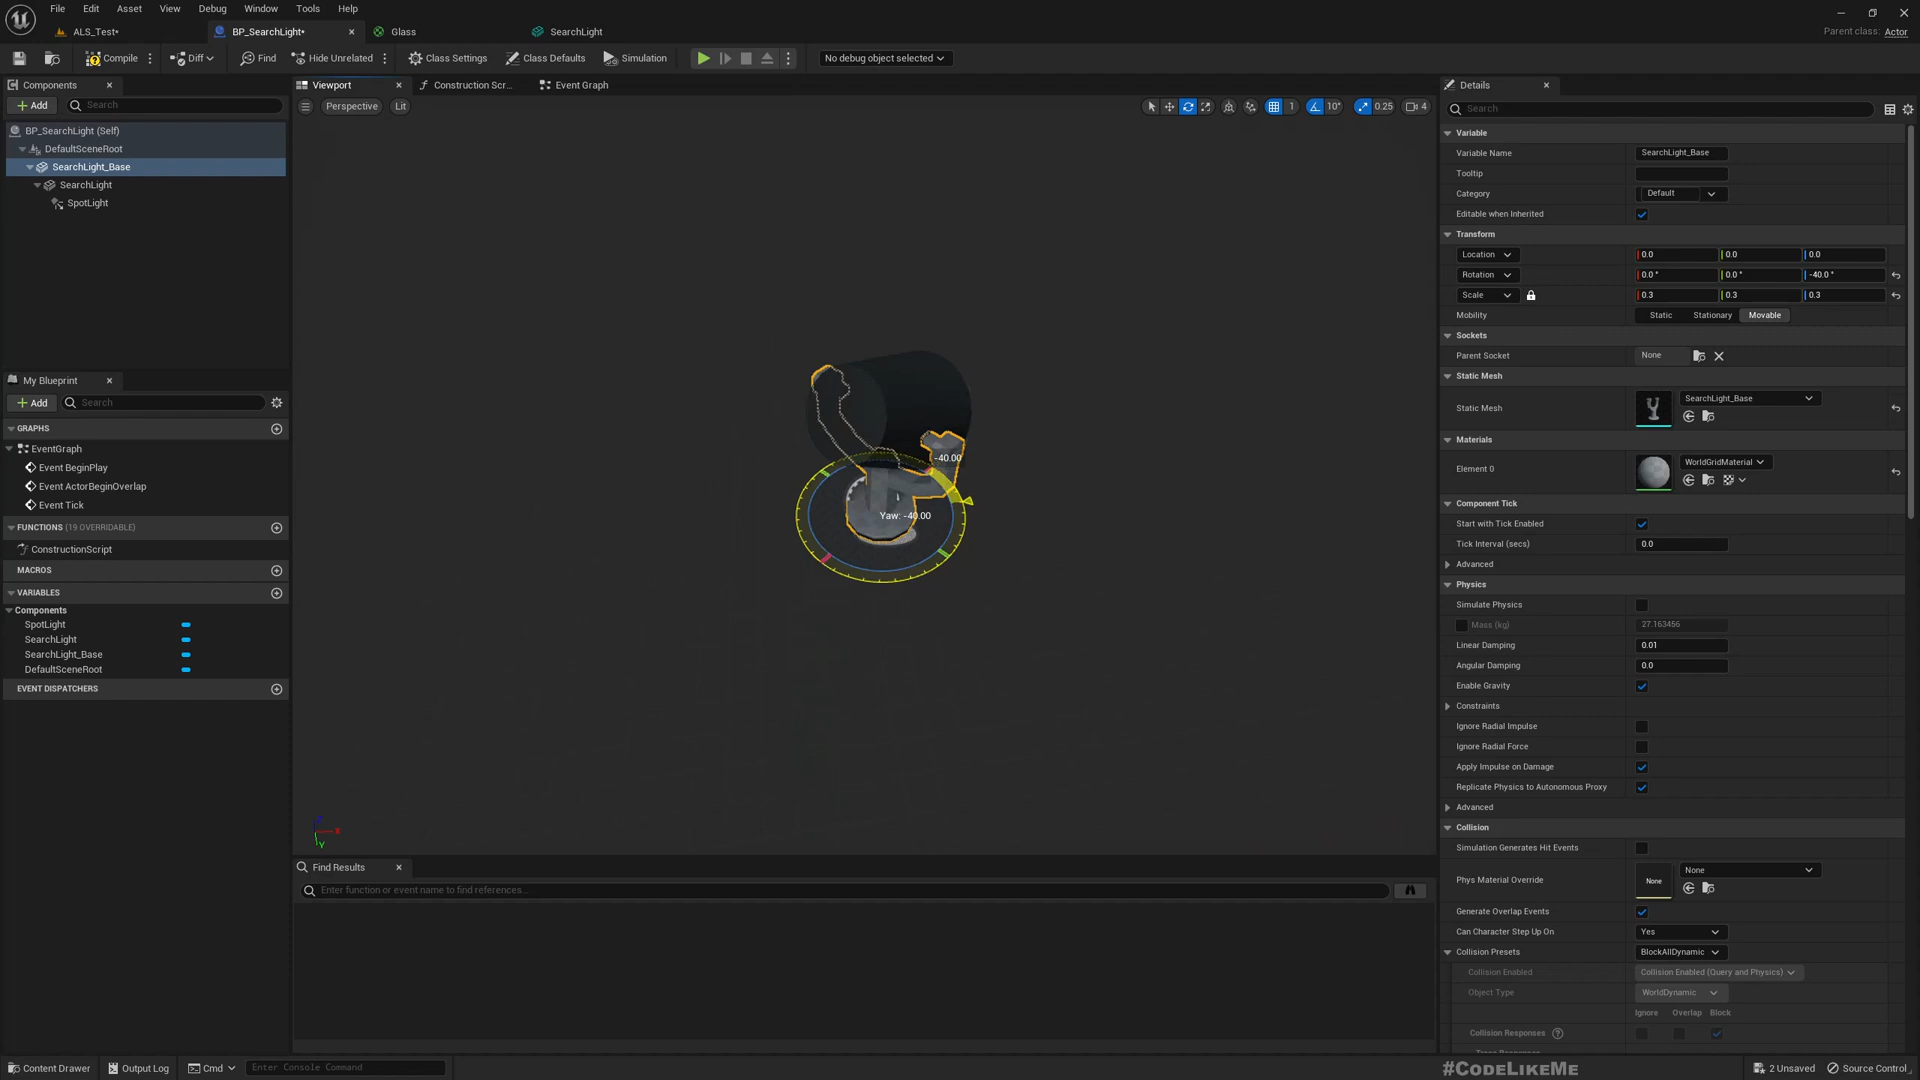 File Edit Asset View Debug Window Tools Help
ALS_Test* BP_SearchLight* Glass SearchLight
Parent class: Actor
Compile Diff Find Hide Unrelated Class Settings Class Defaults Simulation No debug object selected
Components
Add Search
BP_SearchLight (Self)
DefaultSceneRoot
SearchLight_Base
SearchLight
SpotLight
My Blueprint
Add Search
GRAPHS
EventGraph
Event BeginPlay
Event ActorBeginOverlap
Event Tick
FUNCTIONS (19 OVERRIDABLE)
ConstructionScript
MACROS
VARIABLES
Components
SpotLight
SearchLight
SearchLight_Base
DefaultSceneRoot
EVENT DISPATCHERS
Viewport Construction Scr... Event Graph
Perspective Lit 1 10° 0.25 4
-40.00
Yaw: -40.00
X
Y
Find Results
Enter function or event name to find references...
Details
Search
Variable
Variable Name SearchLight_Base
Tooltip
Category Default
Editable when Inherited
Transform
Location 0.0 0.0 0.0
Rotation 0.0 ° 0.0 ° -40.0 °
Scale 0.3 0.3 0.3
Mobility Static Stationary Movable
Sockets
Parent Socket None
Static Mesh
Static Mesh SearchLight_Base
Materials
Element 0 WorldGridMaterial
Component Tick
Start with Tick Enabled
Tick Interval (secs) 0.0
Advanced
Physics
Simulate Physics
Mass (kg) 27.163456
Linear Damping 0.01
Angular Damping 0.0
Enable Gravity
Constraints
Ignore Radial Impulse
Ignore Radial Force
Apply Impulse on Damage
Replicate Physics to Autonomous Proxy
Advanced
Collision
Simulation Generates Hit Events
Phys Material Override None None
Generate Overlap Events
Can Character Step Up On Yes
Collision Presets BlockAllDynamic
Collision Enabled Collision Enabled (Query and Physics)
Object Type WorldDynamic
Ignore Overlap Block
Collision Responses
Content Drawer Output Log Cmd Enter Console Command
#CODELIKEME
2 Unsaved Source Control